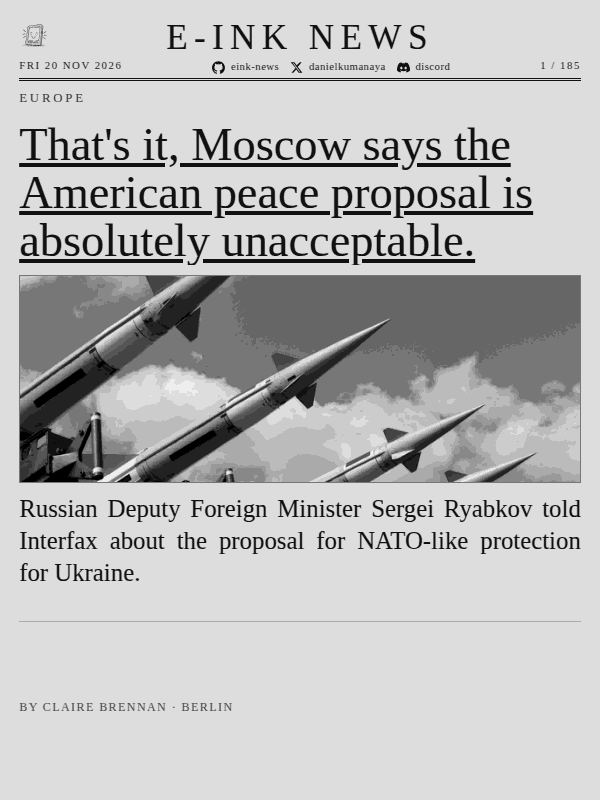 E-INK NEWS
FRI 20 NOV 2026
eink-news danielkumanaya discord
1 / 185
EUROPE
That's it, Moscow says the
American peace proposal is
absolutely unacceptable.
Russian Deputy Foreign Minister Sergei Ryabkov told
Interfax about the proposal for NATO-like protection
for Ukraine.
BY CLAIRE BRENNAN · BERLIN